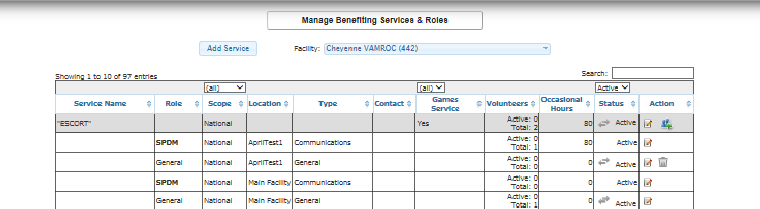 Manage Benefiting Services & Roles
Add Service Facility: Cheyenne VAMROC (442)
Showing 1 to 10 of 97 entries Search:
(all) (all) Active
Service Name Role Scope Location Type Contact Games Service Volunteers Occasional Hours Status Action
"ESCORT" National Yes Active: 0 Total: 2 80 Active
SIPDM National AprilTest1 Communications Active: 0 Total: 1 80 Active
General National AprilTest1 General Active: 0 Total: 0 0 Active
SIPDM National Main Facility Communications Active: 0 Total: 0 0 Active
General National Main Facility General Active: 0 Total: 1 0 Active